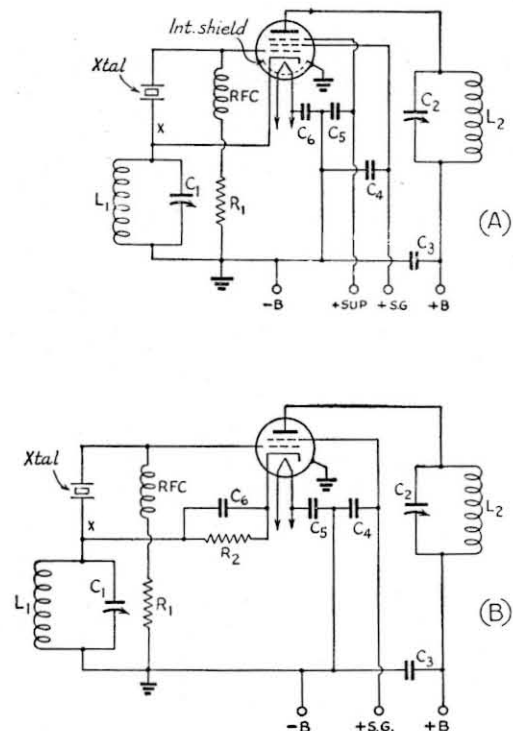 Int. shield
Xtal
RFC
X
C6 C5
C2
L2
L1
C1
R1
C4
(A)
C3
-B
+SUP
+S.G
+B
Xtal
RFC
C6
X
R2
C5 C4
C2
L2
L1
C1
R1
(B)
C3
-B
+S.G.
+B